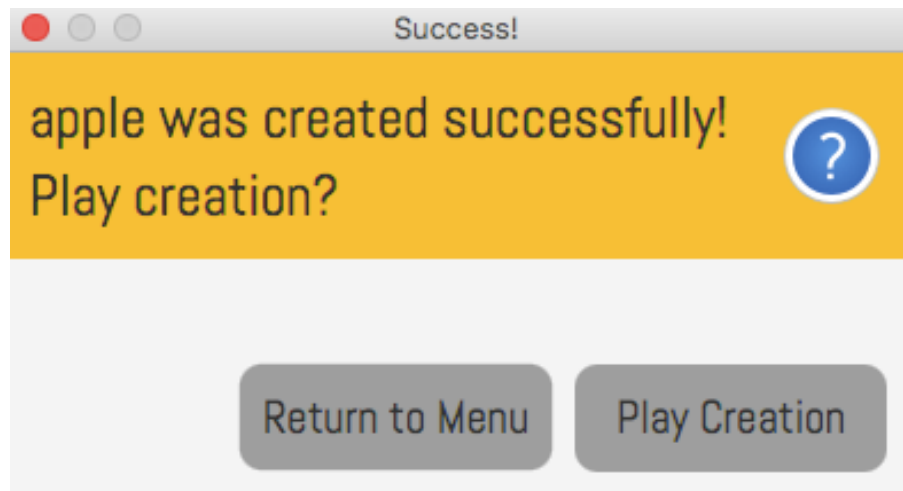 Success!
apple was created successfully!
Play creation?
?
Return to Menu
Play Creation